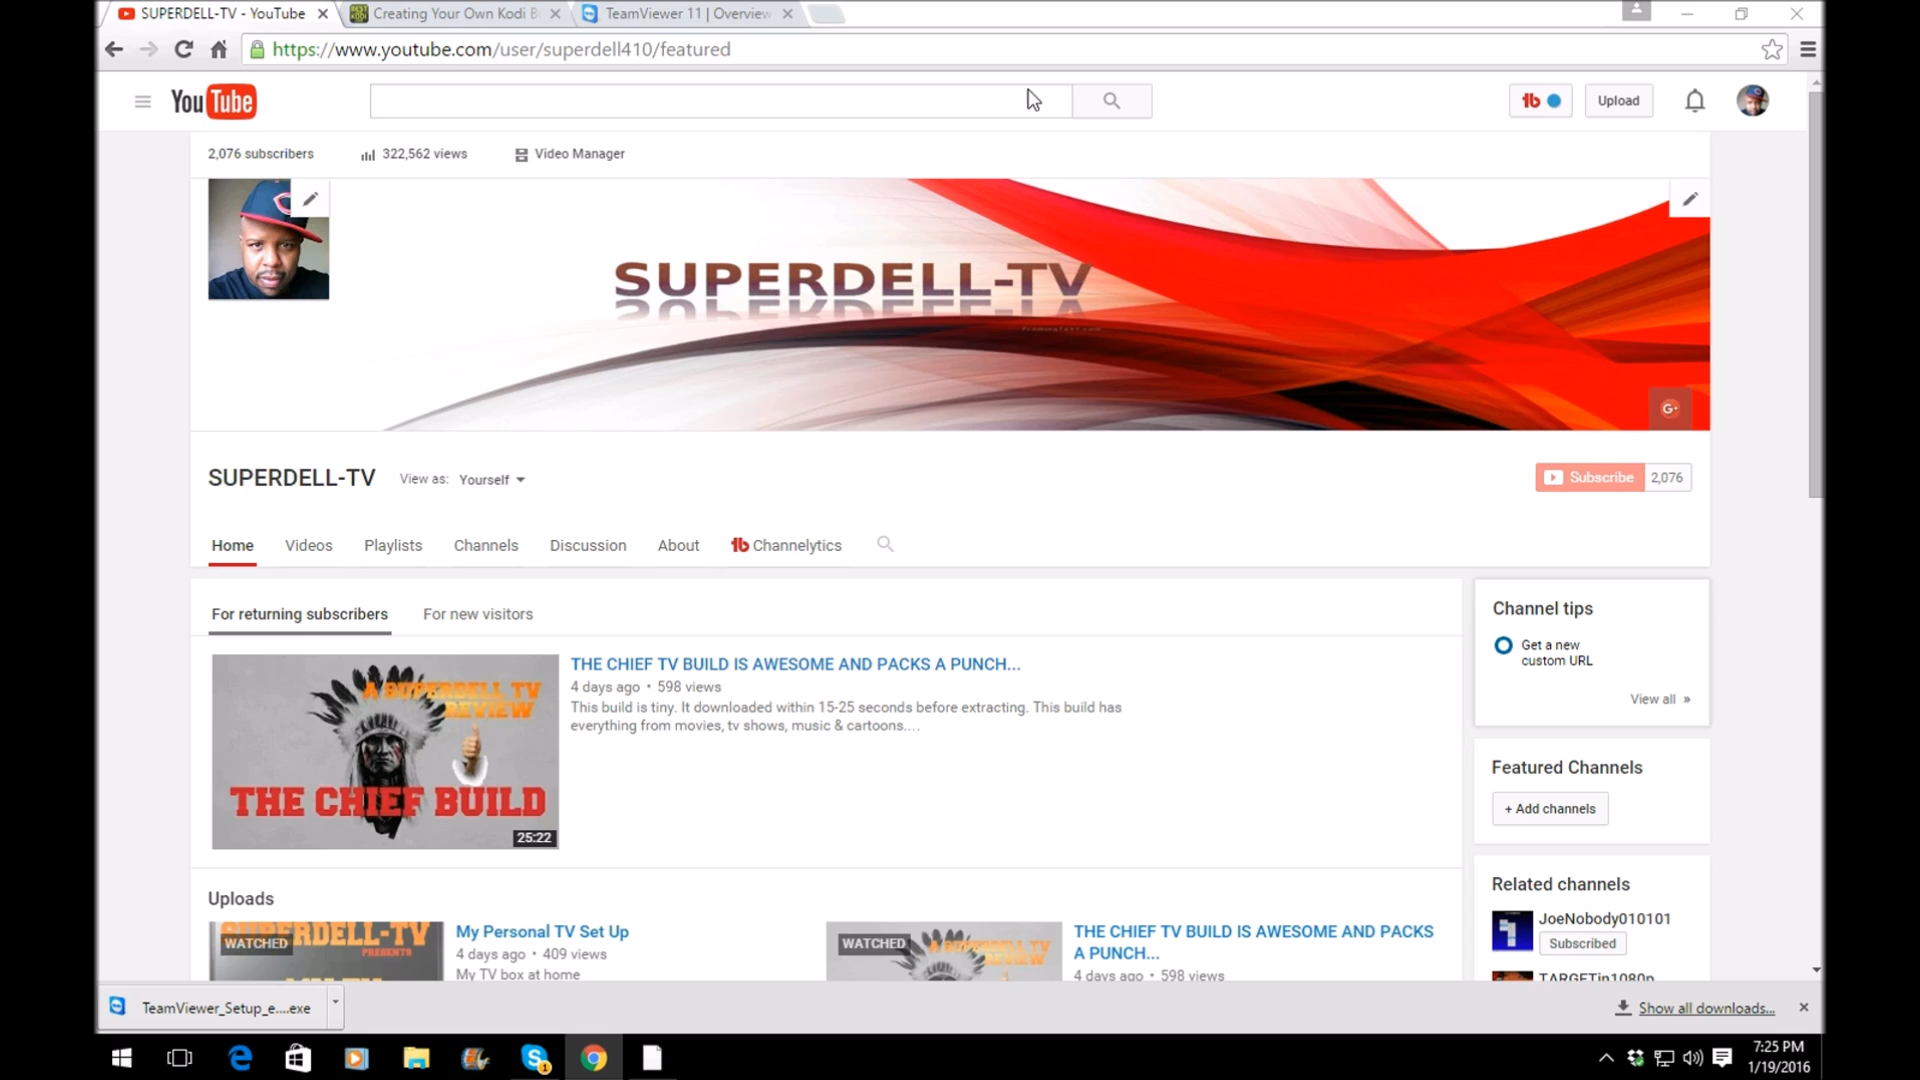 SUPERDELL-TV - YouTube
Creating Your Own Kodi B
TeamViewer 11 | Overview
https://www.youtube.com/user/superdell410/featured
YouTube
Upload
2,076 subscribers
322,562 views
Video Manager
SUPERDELL-TV
SUPERDELL-TV
View as: Yourself
Subscribe 2,076
Home
Videos
Playlists
Channels
Discussion
About
Channelytics
For returning subscribers
For new visitors
A SUPERDELL TV
REVIEW
THE CHIEF BUILD
25:22
THE CHIEF TV BUILD IS AWESOME AND PACKS A PUNCH...
4 days ago • 598 views
This build is tiny. It downloaded within 15-25 seconds before extracting. This build has
everything from movies, tv shows, music & cartoons....
Channel tips
Get a new
custom URL
View all »
Featured Channels
+ Add channels
Related channels
JoeNobody010101
Subscribed
TARGETin1080p
Uploads
WATCHED
PRESENTS
My Personal TV Set Up
4 days ago • 409 views
My TV box at home
WATCHED
THE CHIEF TV BUILD IS AWESOME AND PACKS
A PUNCH...
4 days ago • 598 views
TeamViewer_Setup_e....exe
Show all downloads...
7:25 PM
1/19/2016